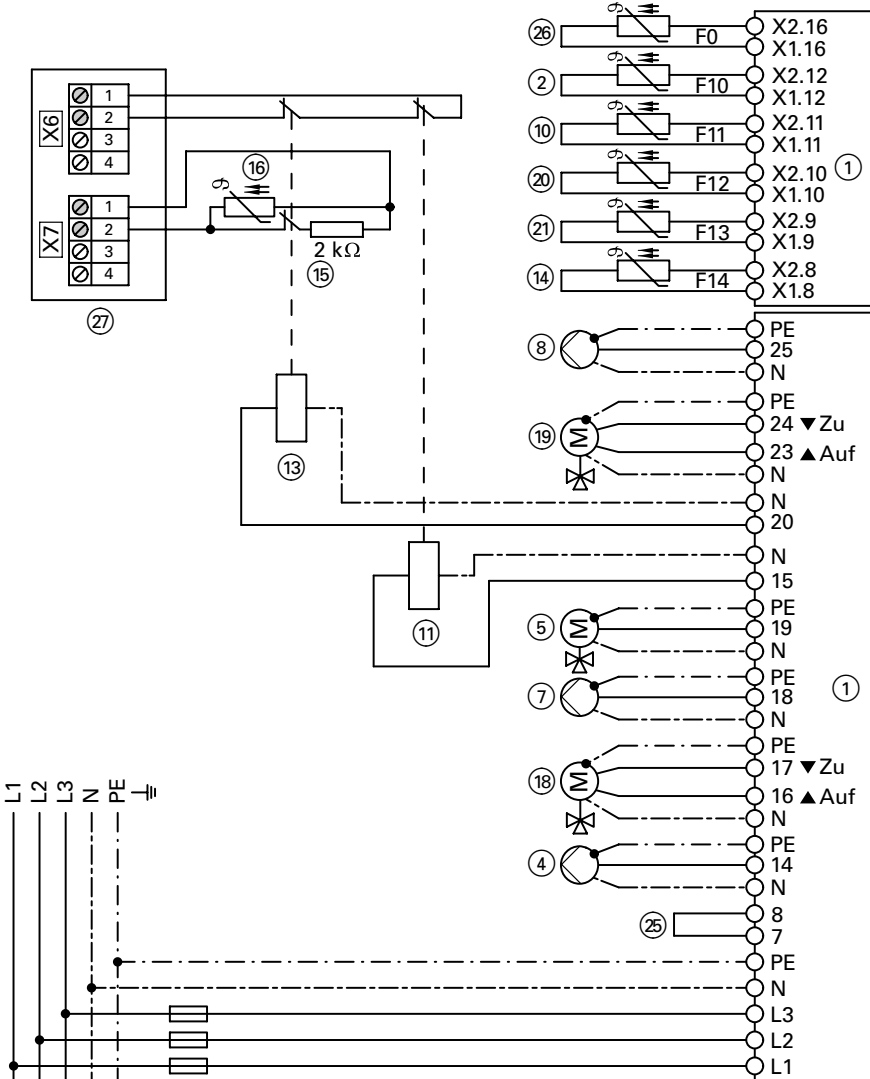 26 F0 X2.16
X1.16
2 F10 X2.12
X1.12
10 F11 X2.11
X1.11
20 F12 X2.10
X1.10
1
21 F13 X2.9
X1.9
14 F14 X2.8
X1.8
X6
1
2
3
4
X7
1
2
3
4
27
ϑ 16
2 kΩ
15
ϑ
ϑ
ϑ
ϑ
ϑ
ϑ
8 PE
25
N
19 M PE
24 ▼ Zu
23 ▲ Auf
N
13 N
20
11 N
15
5 M PE
19
N
7 PE
18
N
1
18 M PE
17 ▼ Zu
16 ▲ Auf
N
4 PE
14
N
25 8
7
PE
N
L3
L2
L1
L1
L2
L3
N
PE